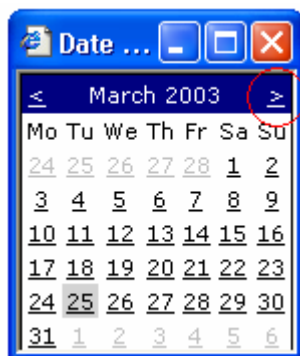 Date ...
< March 2003 >
Mo Tu We Th Fr Sa Su
24 25 26 27 28 1 2
3 4 5 6 7 8 9
10 11 12 13 14 15 16
17 18 19 20 21 22 23
24 25 26 27 28 29 30
31 1 2 3 4 5 6